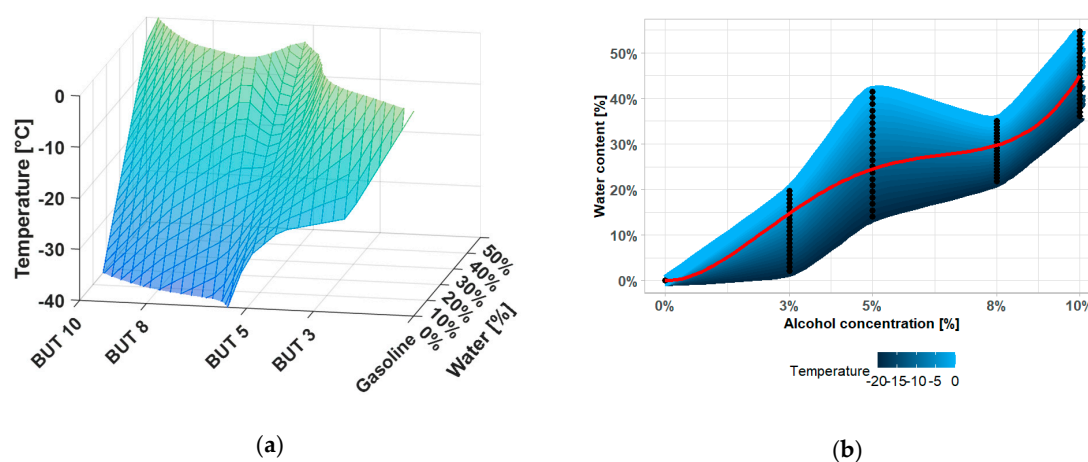 0
-10
-20
-30
-40
Temperature [°C]
BUT 10
BUT 8
BUT 5
BUT 3
Gasoline
0%
10%
20%
30%
40%
50%
Water [%]
(a)
50%
40%
30%
20%
10%
0%
Water content [%]
0%
3%
5%
8%
10%
Alcohol concentration [%]
Temperature
-20 -15 -10 -5 0
(b)